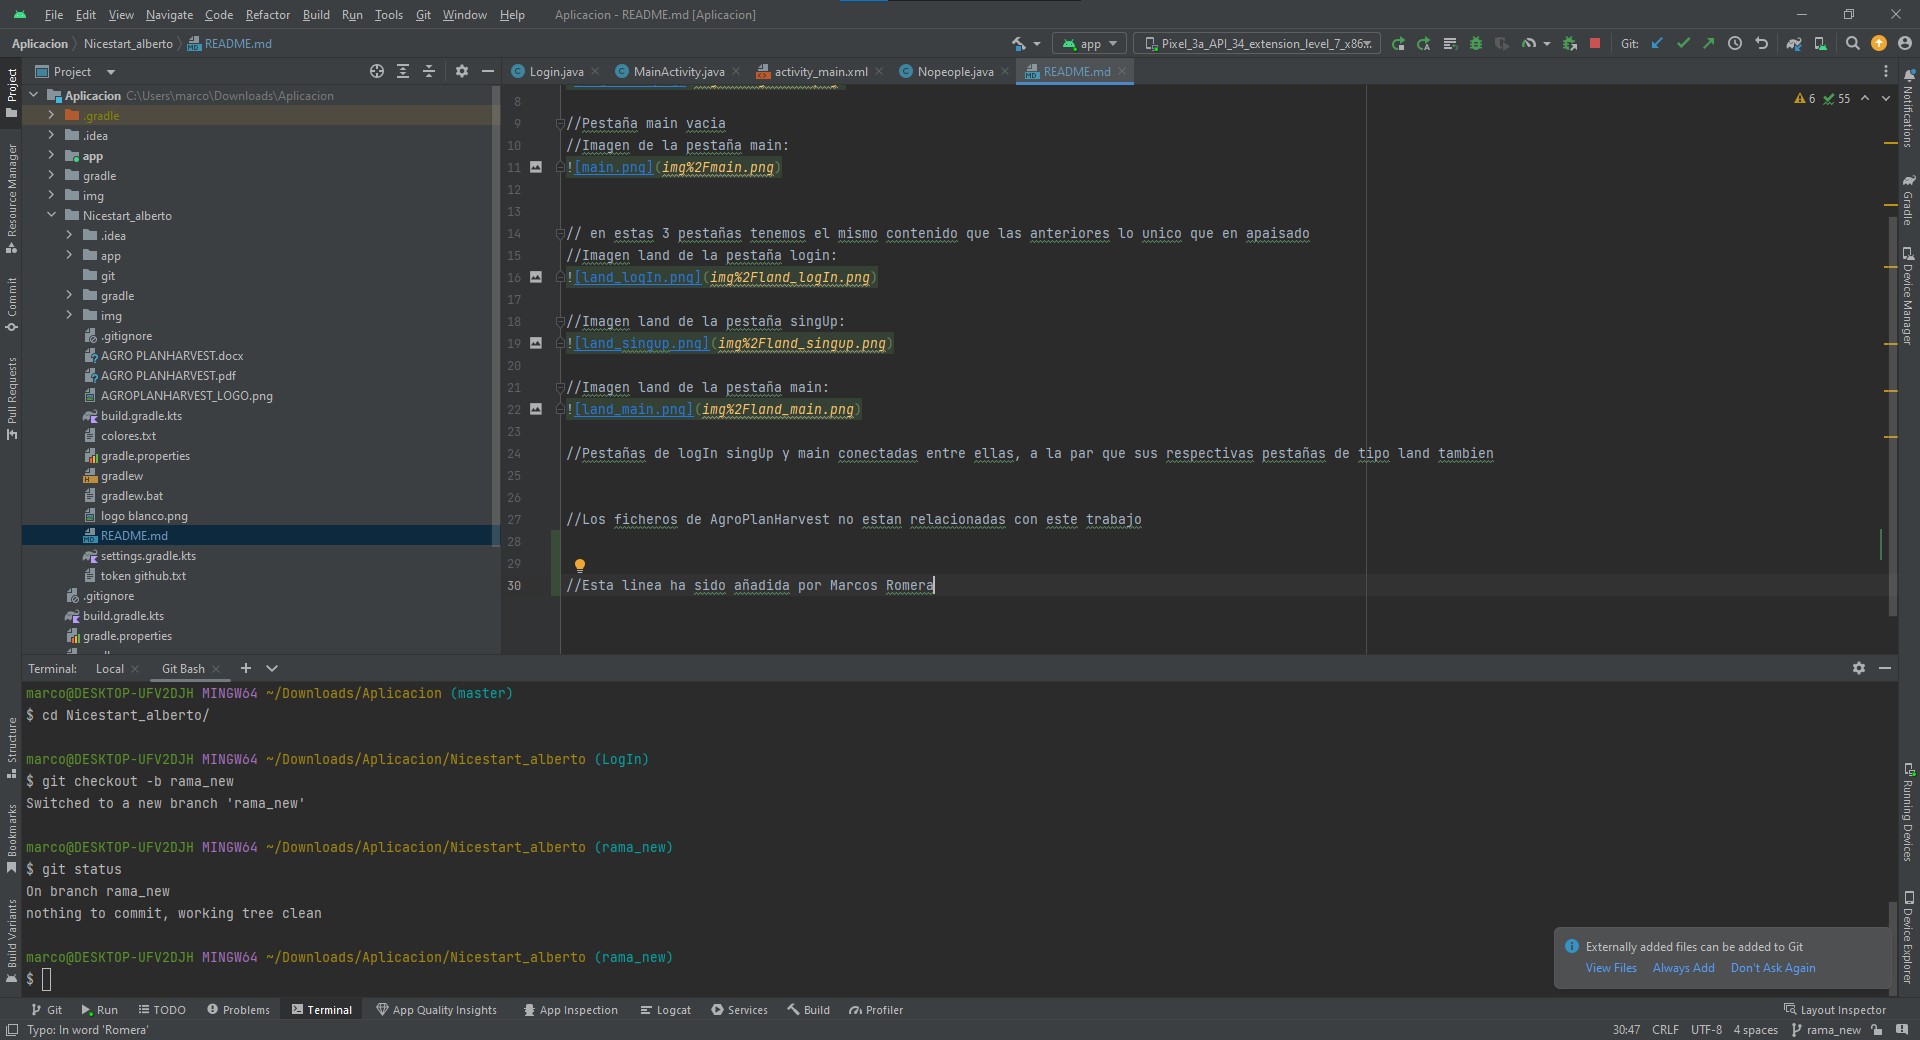 File Edit View Navigate Code Refactor Build Run Tools Git Window Help Aplicacion - README.md [Aplicacion]
Aplicacion Nicestart_alberto README.md
app Pixel_3a_API_34_extension_level_7_x86 Git:
Project
Login.java MainActivity.java activity_main.xml Nopeople.java README.md
Aplicacion C:\Users\marco\Downloads\Aplicacion
.gradle
.idea
app
gradle
img
Nicestart_alberto
.idea
app
git
gradle
img
.gitignore
AGRO PLANHARVEST.docx
AGRO PLANHARVEST.pdf
AGROPLANHARVEST_LOGO.png
build.gradle.kts
colores.txt
gradle.properties
gradlew
gradlew.bat
logo blanco.png
README.md
settings.gradle.kts
token github.txt
.gitignore
build.gradle.kts
gradle.properties
6 55
8
9 //Pestaña main vacia
10 //Imagen de la pestaña main:
11 ![main.png](img%2Fmain.png)
12
13
14 // en estas 3 pestañas tenemos el mismo contenido que las anteriores lo unico que en apaisado
15 //Imagen land de la pestaña login:
16 ![land_logIn.png](img%2Fland_logIn.png)
17
18 //Imagen land de la pestaña singUp:
19 ![land_singup.png](img%2Fland_singup.png)
20
21 //Imagen land de la pestaña main:
22 ![land_main.png](img%2Fland_main.png)
23
24 //Pestañas de logIn singUp y main conectadas entre ellas, a la par que sus respectivas pestañas de tipo land tambien
25
26
27 //Los ficheros de AgroPlanHarvest no estan relacionadas con este trabajo
28
29
30 //Esta linea ha sido añadida por Marcos Romera
Project
Resource Manager
Commit
Pull Requests
Structure
Bookmarks
Build Variants
Notifications
Gradle
Device Manager
Running Devices
Device Explorer
Terminal: Local Git Bash
marco@DESKTOP-UFV2DJH MINGW64 ~/Downloads/Aplicacion (master)
$ cd Nicestart_alberto/
marco@DESKTOP-UFV2DJH MINGW64 ~/Downloads/Aplicacion/Nicestart_alberto (LogIn)
$ git checkout -b rama_new
Switched to a new branch 'rama_new'
marco@DESKTOP-UFV2DJH MINGW64 ~/Downloads/Aplicacion/Nicestart_alberto (rama_new)
$ git status
On branch rama_new
nothing to commit, working tree clean
marco@DESKTOP-UFV2DJH MINGW64 ~/Downloads/Aplicacion/Nicestart_alberto (rama_new)
$
Externally added files can be added to Git
View Files Always Add Don't Ask Again
Git Run TODO Problems Terminal App Quality Insights App Inspection Logcat Services Build Profiler Layout Inspector
Typo: In word 'Romera' 30:47 CRLF UTF-8 4 spaces rama_new